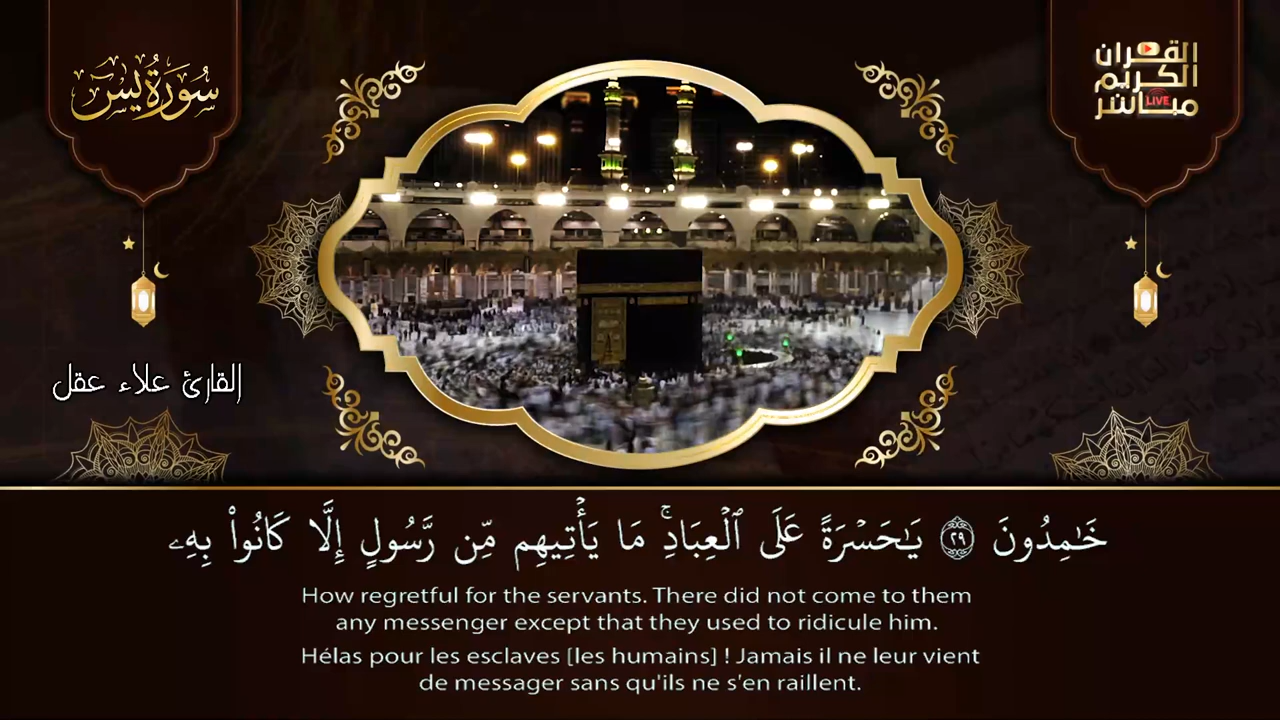 سُورَةُ يسٓ
القرآن
الكريم
مباشر
LIVE
القارئ علاء عقل
خَـٰمِدُونَ ٢٩ يَـٰحَسْرَةً عَلَى ٱلْعِبَادِ ۚ مَا يَأْتِيهِم مِّن رَّسُولٍ إِلَّا كَانُوا۟ بِهِۦ
How regretful for the servants. There did not come to them
any messenger except that they used to ridicule him.
Hélas pour les esclaves [les humains] ! Jamais il ne leur vient
de messager sans qu'ils ne s'en raillent.